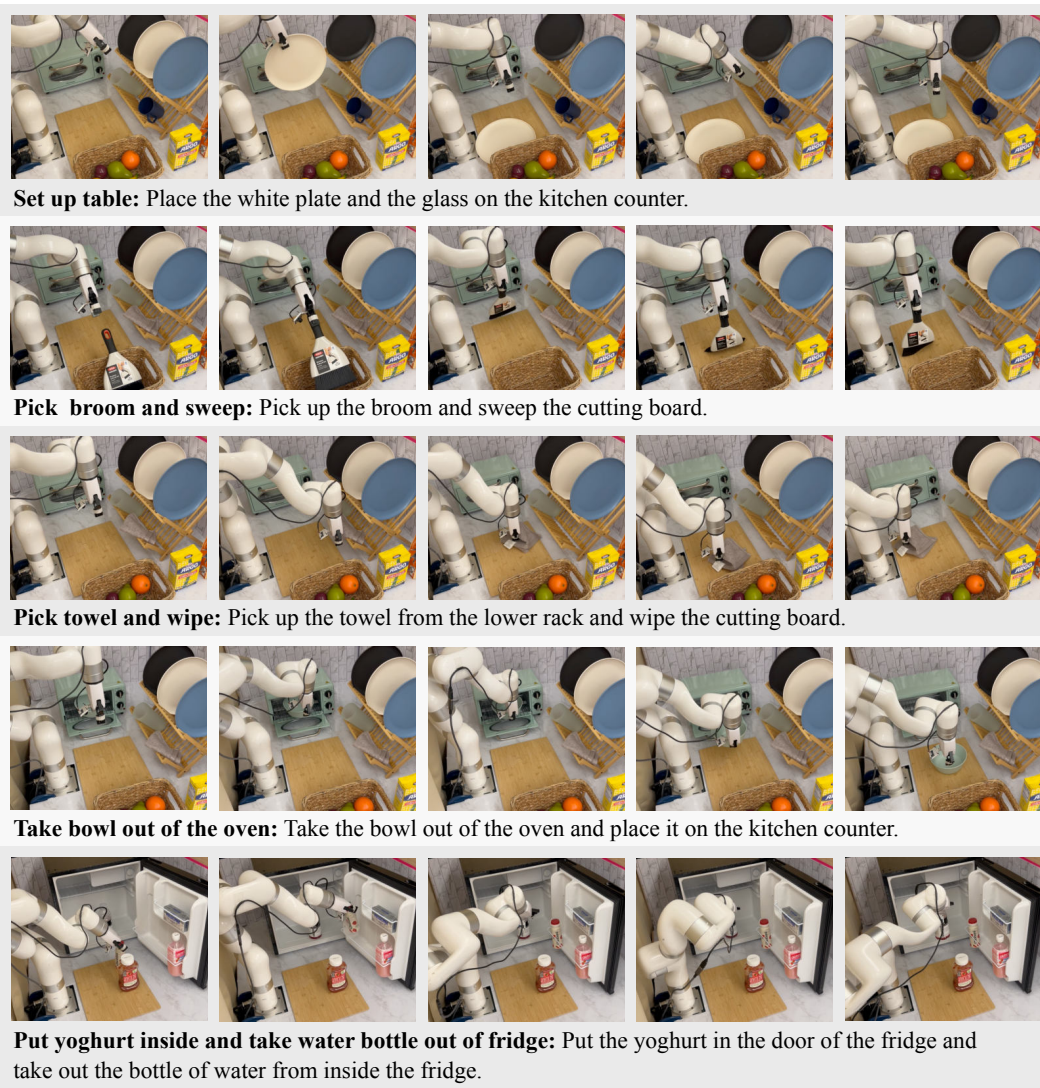 Set up table: Place the white plate and the glass on the kitchen counter.
Pick broom and sweep: Pick up the broom and sweep the cutting board.
Pick towel and wipe: Pick up the towel from the lower rack and wipe the cutting board.
Take bowl out of the oven: Take the bowl out of the oven and place it on the kitchen counter.
Put yoghurt inside and take water bottle out of fridge: Put the yoghurt in the door of the fridge and
take out the bottle of water from inside the fridge.